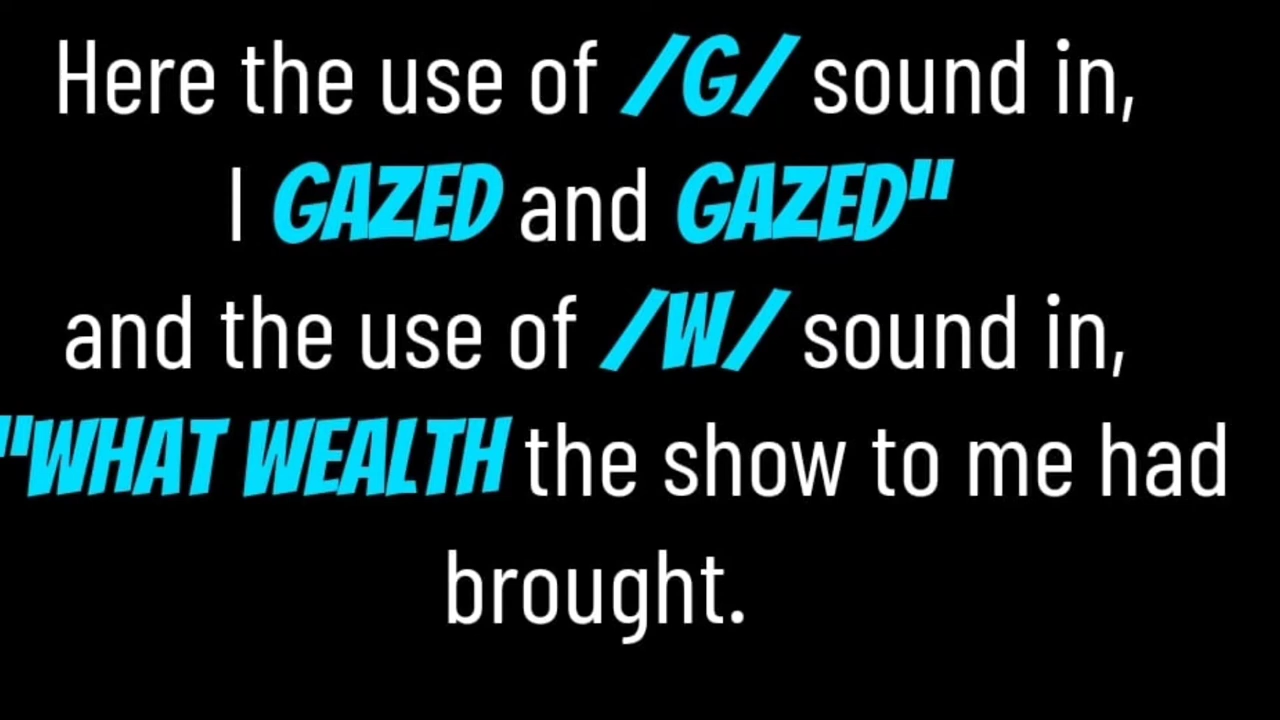 Here the use of /G/ sound in,
I GAZED and GAZED"
and the use of /W/ sound in,
"WHAT WEALTH the show to me had
brought.